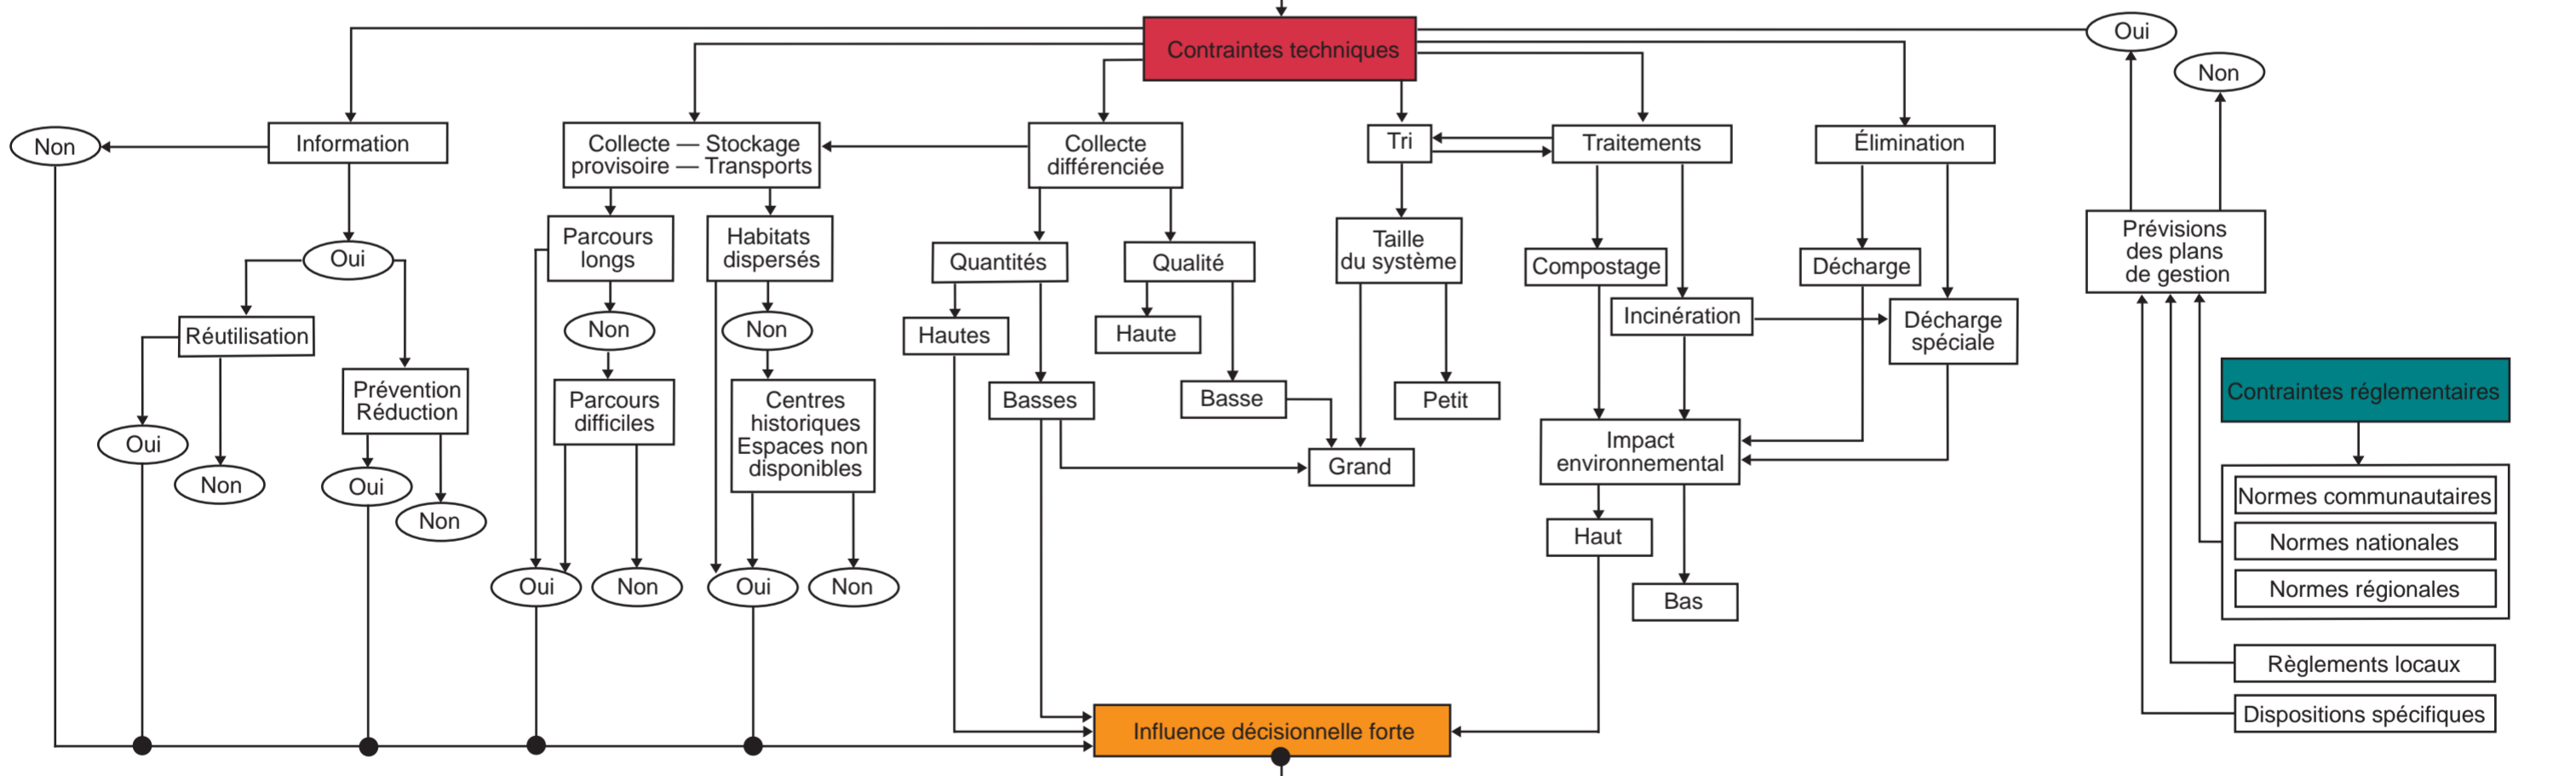 Contraintes techniques
Oui
Non
Non
Information
Collecte — Stockage
provisoire — Transports
Collecte
différenciée
Tri
Traitements
Élimination
Oui
Parcours
longs
Habitats
dispersés
Quantités
Qualité
Taille
du système
Compostage
Décharge
Prévisions
des plans
de gestion
Réutilisation
Non
Non
Hautes
Haute
Incinération
Décharge
spéciale
Prévention
Réduction
Parcours
difficiles
Centres
historiques
Espaces non
disponibles
Basses
Basse
Petit
Contraintes réglementaires
Oui
Non
Oui
Non
Grand
Impact
environnemental
Normes communautaires
Normes nationales
Normes régionales
Haut
Oui
Non
Oui
Non
Bas
Règlements locaux
Dispositions spécifiques
Influence décisionnelle forte